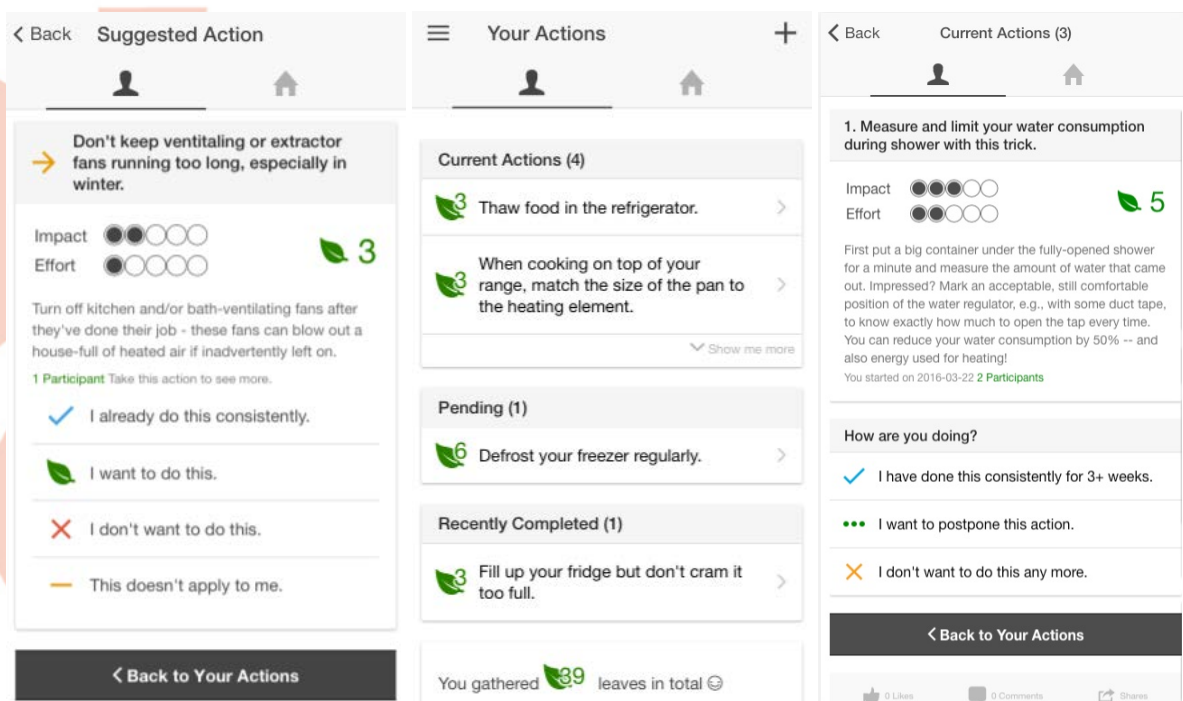 Back Suggested Action
Don't keep ventitaling or extractor
fans running too long, especially in
winter.
Impact
Effort
3
Turn off kitchen and/or bath-ventilating fans after
they've done their job - these fans can blow out a
house-full of heated air if inadvertently left on.
1 Participant Take this action to see more.
I already do this consistently.
I want to do this.
I don't want to do this.
This doesn't apply to me.
Back to Your Actions
Your Actions
Current Actions (4)
3 Thaw food in the refrigerator.
When cooking on top of your
3 range, match the size of the pan to
the heating element.
Show me more
Pending (1)
6 Defrost your freezer regularly.
Recently Completed (1)
3 Fill up your fridge but don't cram it
too full.
You gathered 39 leaves in total
Back Current Actions (3)
1. Measure and limit your water consumption
during shower with this trick.
Impact
Effort
5
First put a big container under the fully-opened shower
for a minute and measure the amount of water that came
out. Impressed? Mark an acceptable, still comfortable
position of the water regulator, e.g., with some duct tape,
to know exactly how much to open the tap every time.
You can reduce your water consumption by 50% -- and
also energy used for heating!
You started on 2016-03-22 2 Participants
How are you doing?
I have done this consistently for 3+ weeks.
I want to postpone this action.
I don't want to do this any more.
Back to Your Actions
0 Likes 0 Comments Shares